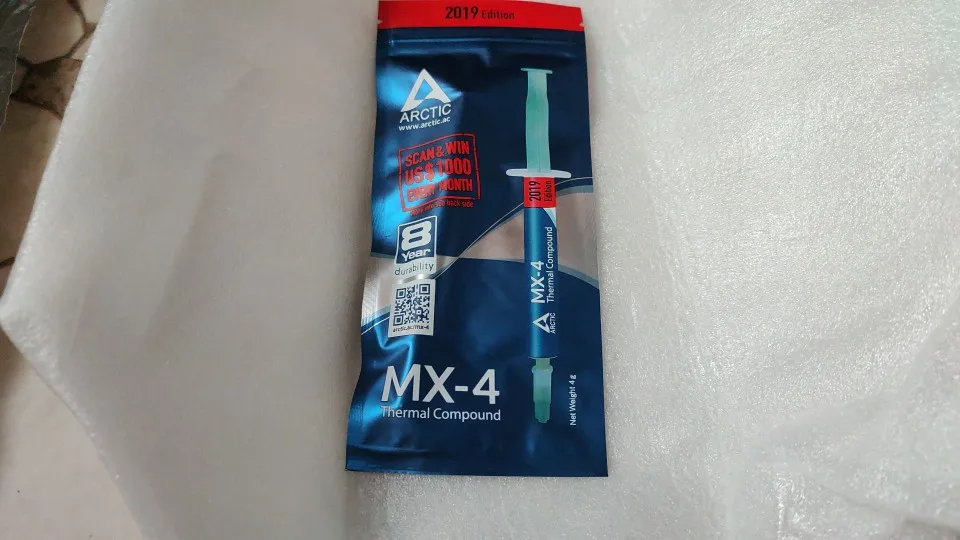 2019 Edition
ARCTIC
www.arctic.ac
SCAN & WIN
US$ 1000
EVERY MONTH
8
Year
durability
arctic.ac/mx-4
MX-4
Thermal Compound
2019
Edition
MX-4
Thermal Compound
ARCTIC
Net Weight 4 g